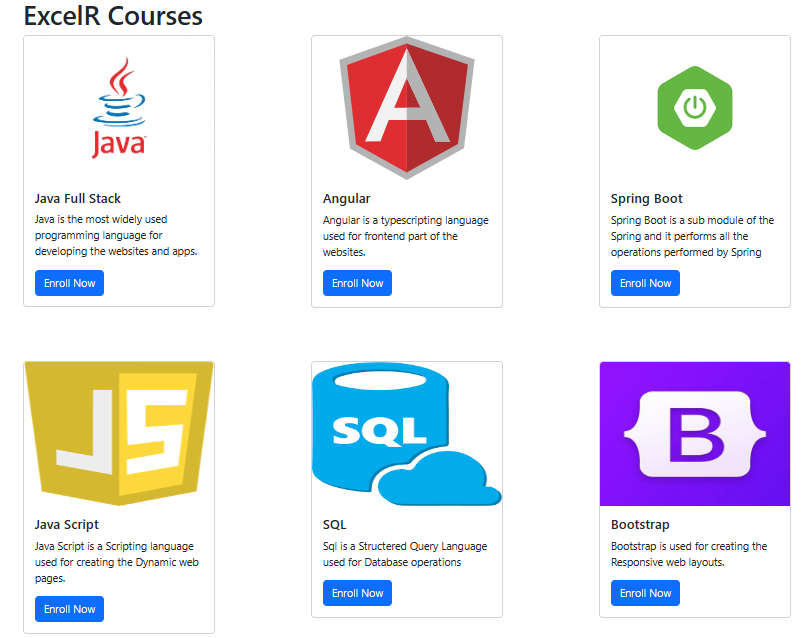 ExcelR Courses
Java
Java Full Stack
Java is the most widely used
programming language for
developing the websites and apps.
Enroll Now
A
Angular
Angular is a typescripting language
used for frontend part of the
websites.
Enroll Now
Spring Boot
Spring Boot is a sub module of the
Spring and it performs all the
operations performed by Spring
Enroll Now
JS
Java Script
Java Script is a Scripting language
used for creating the Dynamic web
pages.
Enroll Now
SQL
SQL
Sql is a Structered Query Language
used for Database operations
Enroll Now
B
Bootstrap
Bootstrap is used for creating the
Responsive web layouts.
Enroll Now